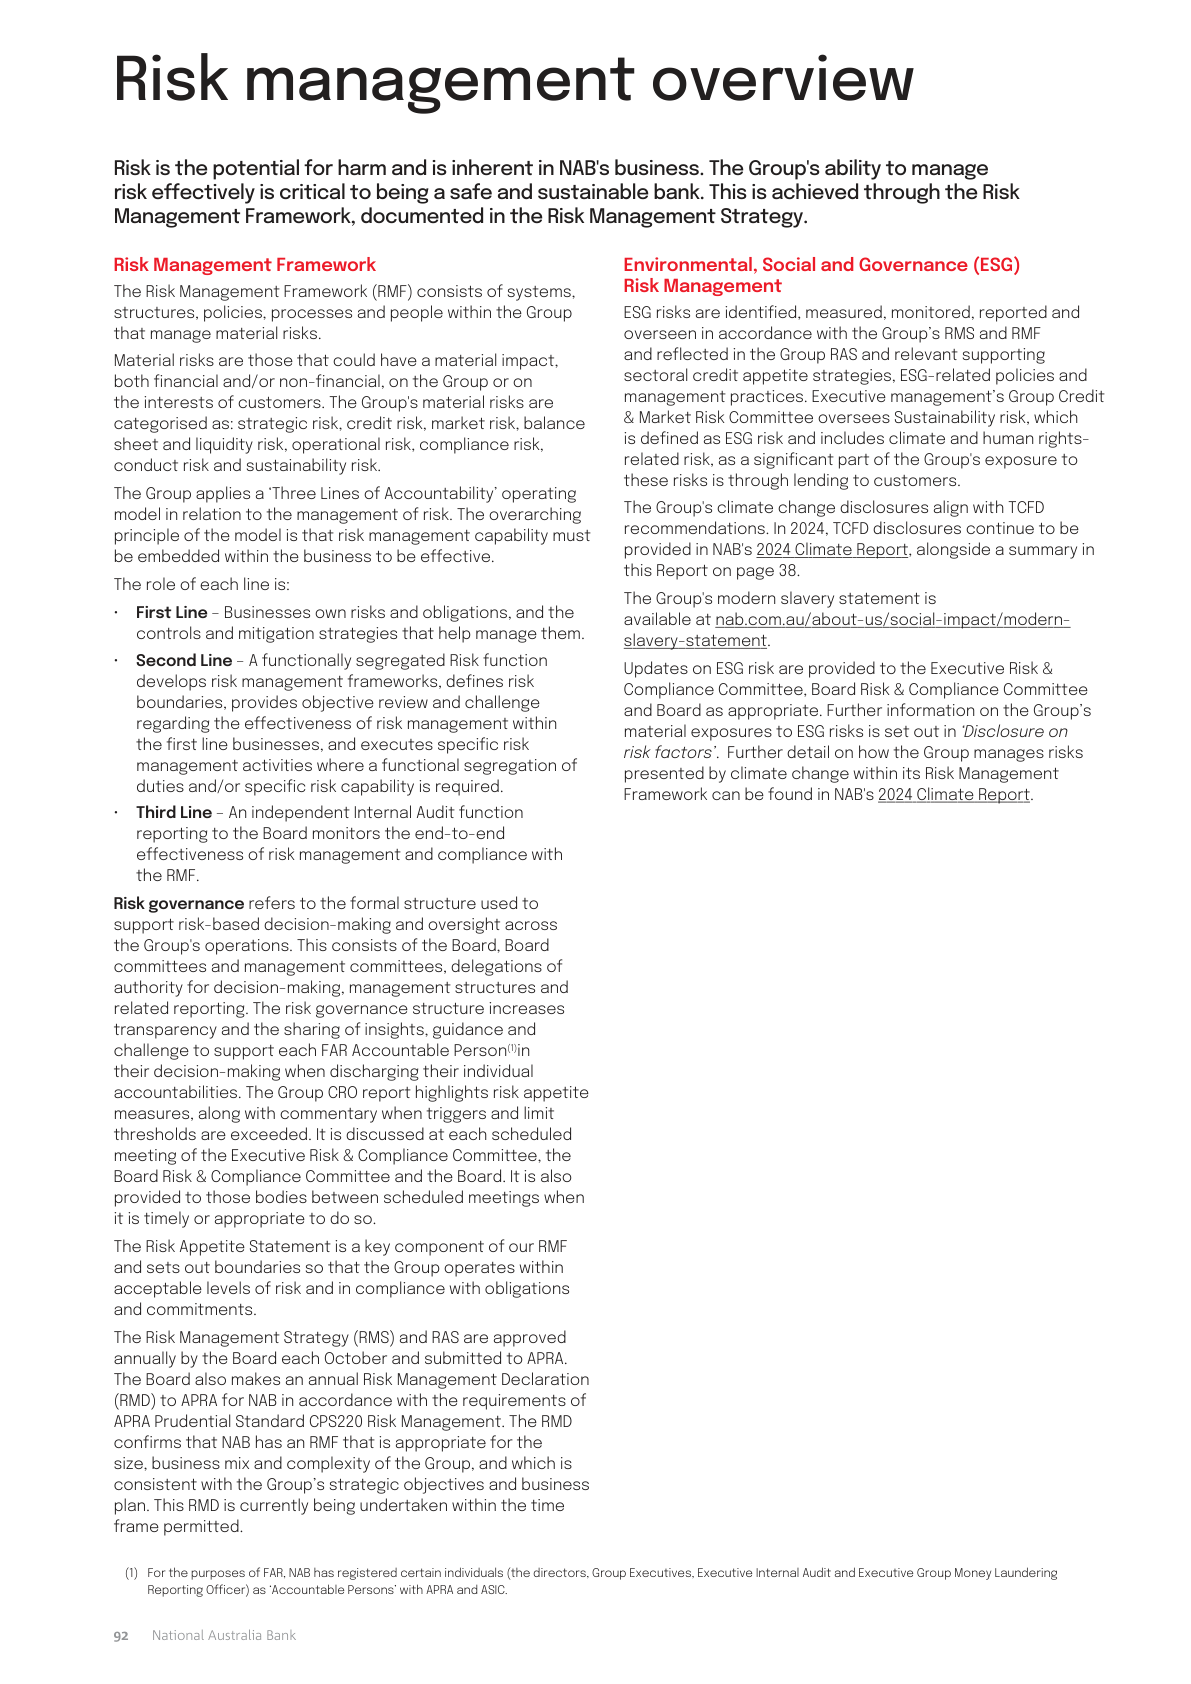 Risk management overview
Risk is the potential for harm and is inherent in NAB's business. The Group's ability to manage
risk effectively is critical to being a safe and sustainable bank. This is achieved through the Risk
Management Framework, documented in the Risk Management Strategy.
Risk Management Framework
The Risk Management Framework (RMF) consists of systems,
structures, policies, processes and people within the Group
that manage material risks.
Material risks are those that could have a material impact,
both financial and/or non-financial, on the Group or on
the interests of customers. The Group's material risks are
categorised as: strategic risk, credit risk, market risk, balance
sheet and liquidity risk, operational risk, compliance risk,
conduct risk and sustainability risk.
The Group applies a 'Three Lines of Accountability' operating
model in relation to the management of risk. The overarching
principle of the model is that risk management capability must
be embedded within the business to be effective.
The role of each line is:
• First Line – Businesses own risks and obligations, and the
controls and mitigation strategies that help manage them.
• Second Line – A functionally segregated Risk function
develops risk management frameworks, defines risk
boundaries, provides objective review and challenge
regarding the effectiveness of risk management within
the first line businesses, and executes specific risk
management activities where a functional segregation of
duties and/or specific risk capability is required.
• Third Line – An independent Internal Audit function
reporting to the Board monitors the end-to-end
effectiveness of risk management and compliance with
the RMF.
Risk governance refers to the formal structure used to
support risk-based decision-making and oversight across
the Group's operations. This consists of the Board, Board
committees and management committees, delegations of
authority for decision-making, management structures and
related reporting. The risk governance structure increases
transparency and the sharing of insights, guidance and
challenge to support each FAR Accountable Person(1)in
their decision-making when discharging their individual
accountabilities. The Group CRO report highlights risk appetite
measures, along with commentary when triggers and limit
thresholds are exceeded. It is discussed at each scheduled
meeting of the Executive Risk & Compliance Committee, the
Board Risk & Compliance Committee and the Board. It is also
provided to those bodies between scheduled meetings when
it is timely or appropriate to do so.
The Risk Appetite Statement is a key component of our RMF
and sets out boundaries so that the Group operates within
acceptable levels of risk and in compliance with obligations
and commitments.
The Risk Management Strategy (RMS) and RAS are approved
annually by the Board each October and submitted to APRA.
The Board also makes an annual Risk Management Declaration
(RMD) to APRA for NAB in accordance with the requirements of
APRA Prudential Standard CPS220 Risk Management. The RMD
confirms that NAB has an RMF that is appropriate for the
size, business mix and complexity of the Group, and which is
consistent with the Group's strategic objectives and business
plan. This RMD is currently being undertaken within the time
frame permitted.
Environmental, Social and Governance (ESG)
Risk Management
ESG risks are identified, measured, monitored, reported and
overseen in accordance with the Group's RMS and RMF
and reflected in the Group RAS and relevant supporting
sectoral credit appetite strategies, ESG-related policies and
management practices. Executive management's Group Credit
& Market Risk Committee oversees Sustainability risk, which
is defined as ESG risk and includes climate and human rights-
related risk, as a significant part of the Group's exposure to
these risks is through lending to customers.
The Group's climate change disclosures align with TCFD
recommendations. In 2024, TCFD disclosures continue to be
provided in NAB's 2024 Climate Report, alongside a summary in
this Report on page 38.
The Group's modern slavery statement is
available at nab.com.au/about-us/social-impact/modern-
slavery-statement.
Updates on ESG risk are provided to the Executive Risk &
Compliance Committee, Board Risk & Compliance Committee
and Board as appropriate. Further information on the Group's
material exposures to ESG risks is set out in 'Disclosure on
risk factors'. Further detail on how the Group manages risks
presented by climate change within its Risk Management
Framework can be found in NAB's 2024 Climate Report.
(1) For the purposes of FAR, NAB has registered certain individuals (the directors, Group Executives, Executive Internal Audit and Executive Group Money Laundering
Reporting Officer) as 'Accountable Persons' with APRA and ASIC.
92 National Australia Bank